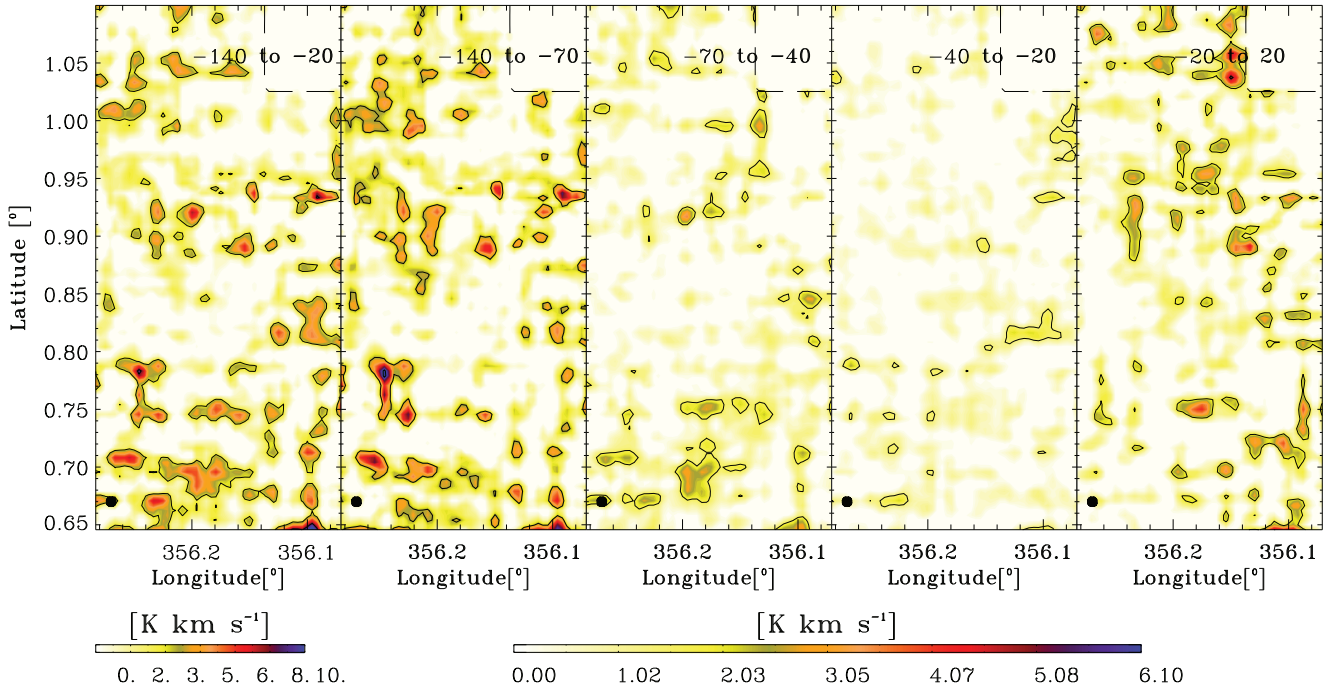 −140 to −20 −140 to −70 −70 to −40 −40 to −20 −20 to 20
1.05
1.00
0.95
0.90
0.85
0.80
0.75
0.70
0.65
Latitude [°]
356.2 356.1 356.2 356.1 356.2 356.1 356.2 356.1 356.2 356.1
Longitude[°] Longitude[°] Longitude[°] Longitude[°] Longitude[°]
[K km s⁻¹] [K km s⁻¹]
0. 2. 3. 5. 6. 8.10. 0.00 1.02 2.03 3.05 4.07 5.08 6.10